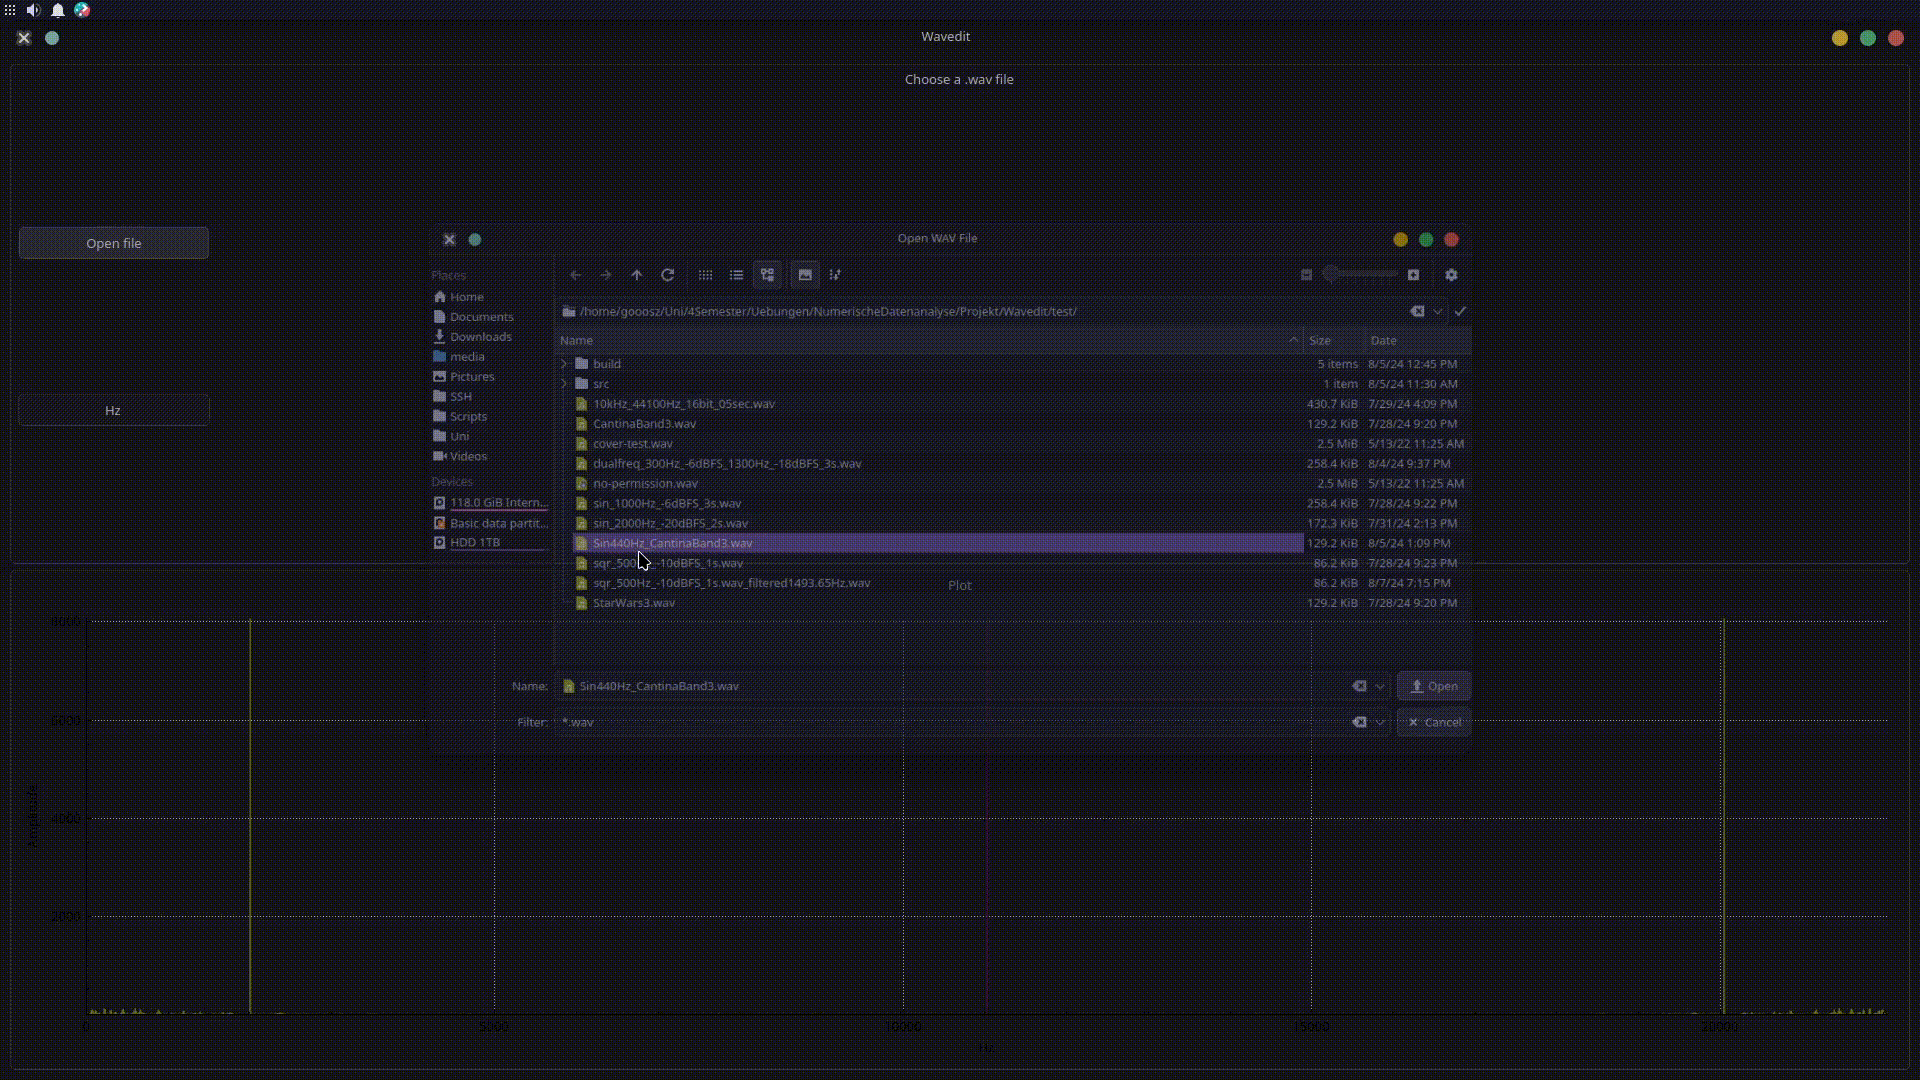 Wavedit
Choose a .wav file
Open file
Hz
Open WAV File
Places
Home
Documents
Downloads
media
Pictures
SSH
Scripts
Uni
Videos
Devices
118.0 GiB Intern...
Basic data partit...
HDD 1TB
/home/gooosz/Uni/4Semester/Uebungen/NumerischeDatenanalyse/Projekt/Wavedit/test/
Name Size Date
build 5 items 8/5/24 12:45 PM
src 1 item 8/5/24 11:30 AM
10kHz_44100Hz_16bit_05sec.wav 430.7 KiB 7/29/24 4:09 PM
CantinaBand3.wav 129.2 KiB 7/28/24 9:20 PM
cover-test.wav 2.5 MiB 5/13/22 11:25 AM
dualfreq_300Hz_-6dBFS_1300Hz_-18dBFS_3s.wav 258.4 KiB 8/4/24 9:37 PM
no-permission.wav 2.5 MiB 5/13/22 11:25 AM
sin_1000Hz_-6dBFS_3s.wav 258.4 KiB 7/28/24 9:22 PM
sin_2000Hz_-20dBFS_2s.wav 172.3 KiB 7/31/24 2:13 PM
Sin440Hz_CantinaBand3.wav 129.2 KiB 8/5/24 1:09 PM
sqr_500 _-10dBFS_1s.wav 86.2 KiB 7/28/24 9:23 PM
sqr_500Hz_-10dBFS_1s.wav_filtered1493.65Hz.wav 86.2 KiB 8/7/24 7:15 PM
StarWars3.wav 129.2 KiB 7/28/24 9:20 PM
Name: Sin440Hz_CantinaBand3.wav Open
Filter: *.wav Cancel
Plot
8000
6000
4000
2000
Amplitude
0 5000 10000 15000 20000
Hz